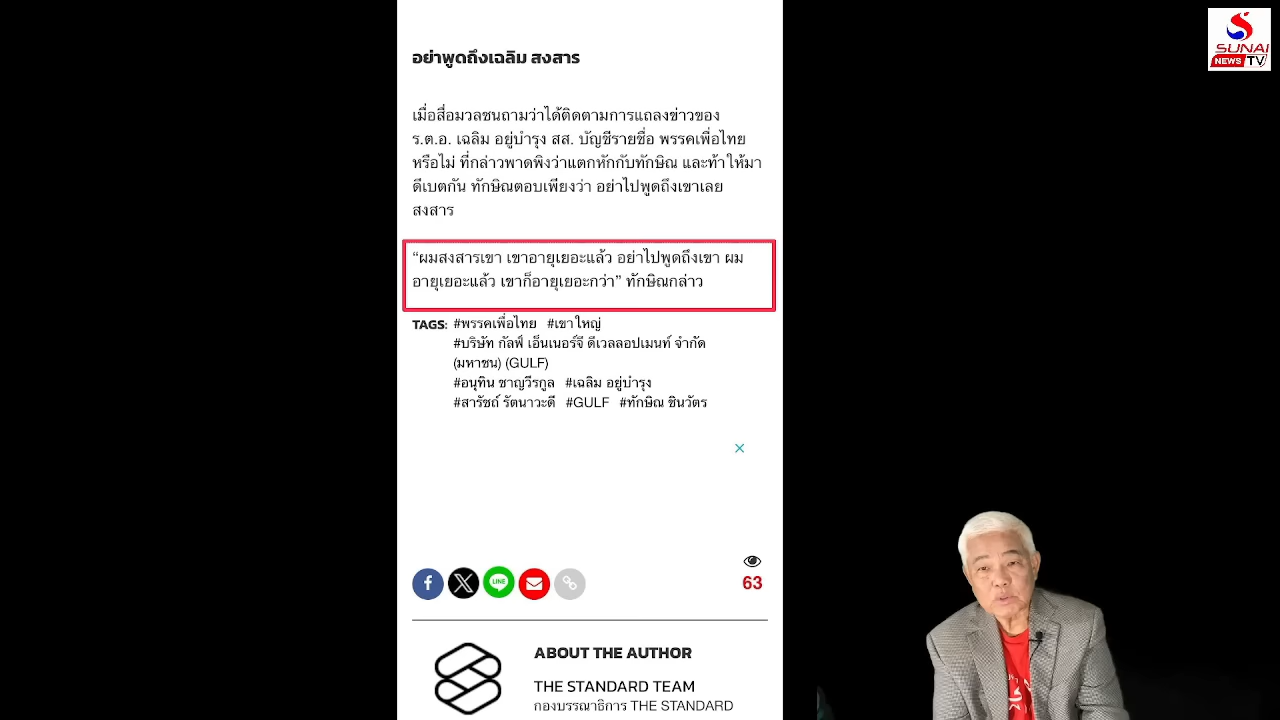 SUNAI
NEWS TV
อย่าพูดถึงเฉลิม สงสาร
เมื่อสื่อมวลชนถามว่าได้ติดตามการแถลงข่าวของ
ร.ต.อ. เฉลิม อยู่บำรุง สส. บัญชีรายชื่อ พรรคเพื่อไทย
หรือไม่ ที่กล่าวพาดพิงว่าแตกหักกับทักษิณ และท้าให้มา
ดีเบตกัน ทักษิณตอบเพียงว่า อย่าไปพูดถึงเขาเลย
สงสาร
“ผมสงสารเขา เขาอายุเยอะแล้ว อย่าไปพูดถึงเขา ผม
อายุเยอะแล้ว เขาก็อายุเยอะกว่า” ทักษิณกล่าว
TAGS: #พรรคเพื่อไทย #เขาใหญ่
#บริษัท กัลฟ์ เอ็นเนอร์จี ดีเวลลอปเมนท์ จำกัด
(มหาชน) (GULF)
#อนุทิน ชาญวีรกูล #เฉลิม อยู่บำรุง
#สารัชถ์ รัตนาวะดี #GULF #ทักษิณ ชินวัตร
LINE
63
ABOUT THE AUTHOR
THE STANDARD TEAM
กองบรรณาธิการ THE STANDARD